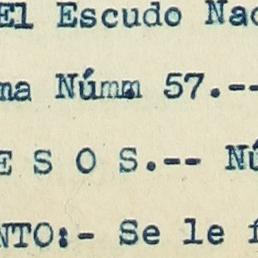 El Escudo Nac
ma Númm 57.--
E S O S.-- Nú
NTO:- Se le f